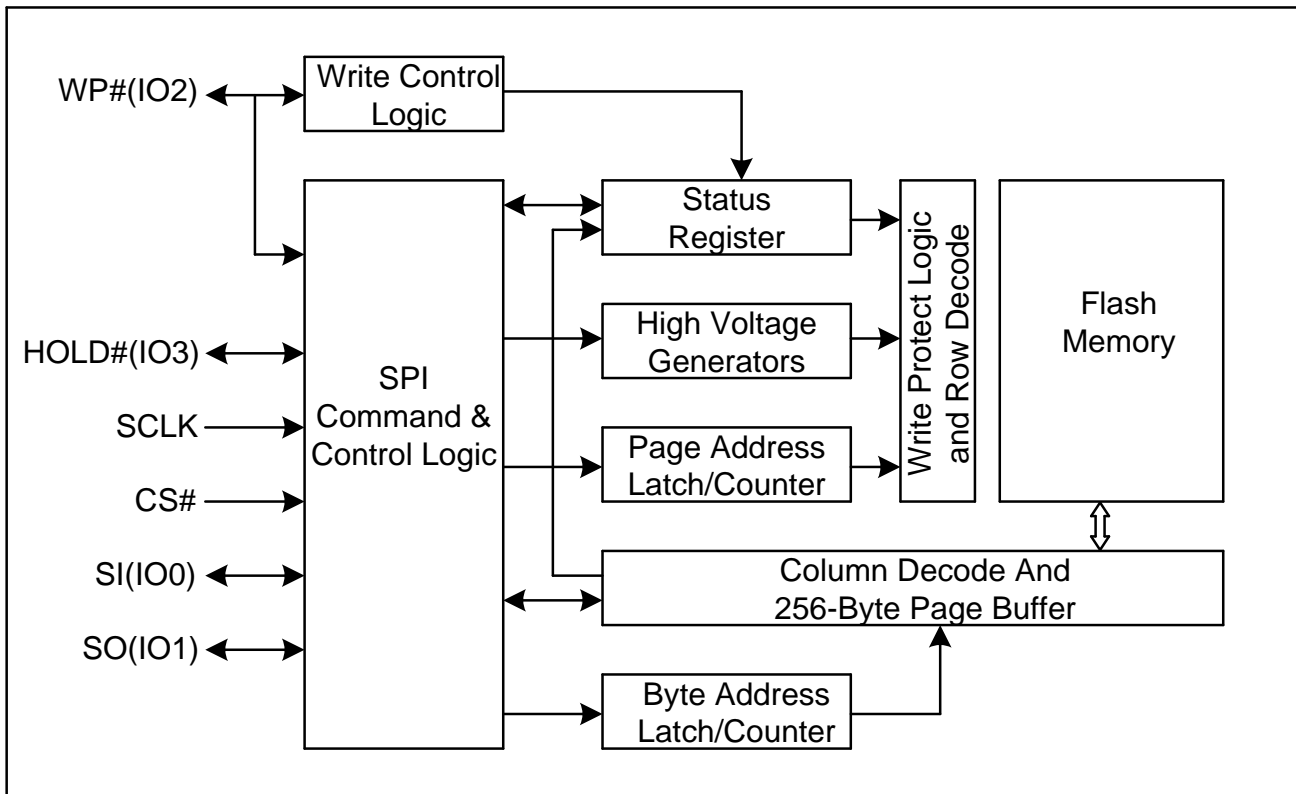 WP#(IO2)
Write Control
Logic
Status
Register
Write Protect Logic
and Row Decode
Flash
Memory
HOLD#(IO3)
SCLK
CS#
SI(IO0)
SO(IO1)
SPI
Command &
Control Logic
High Voltage
Generators
Page Address
Latch/Counter
Column Decode And
256-Byte Page Buffer
Byte Address
Latch/Counter